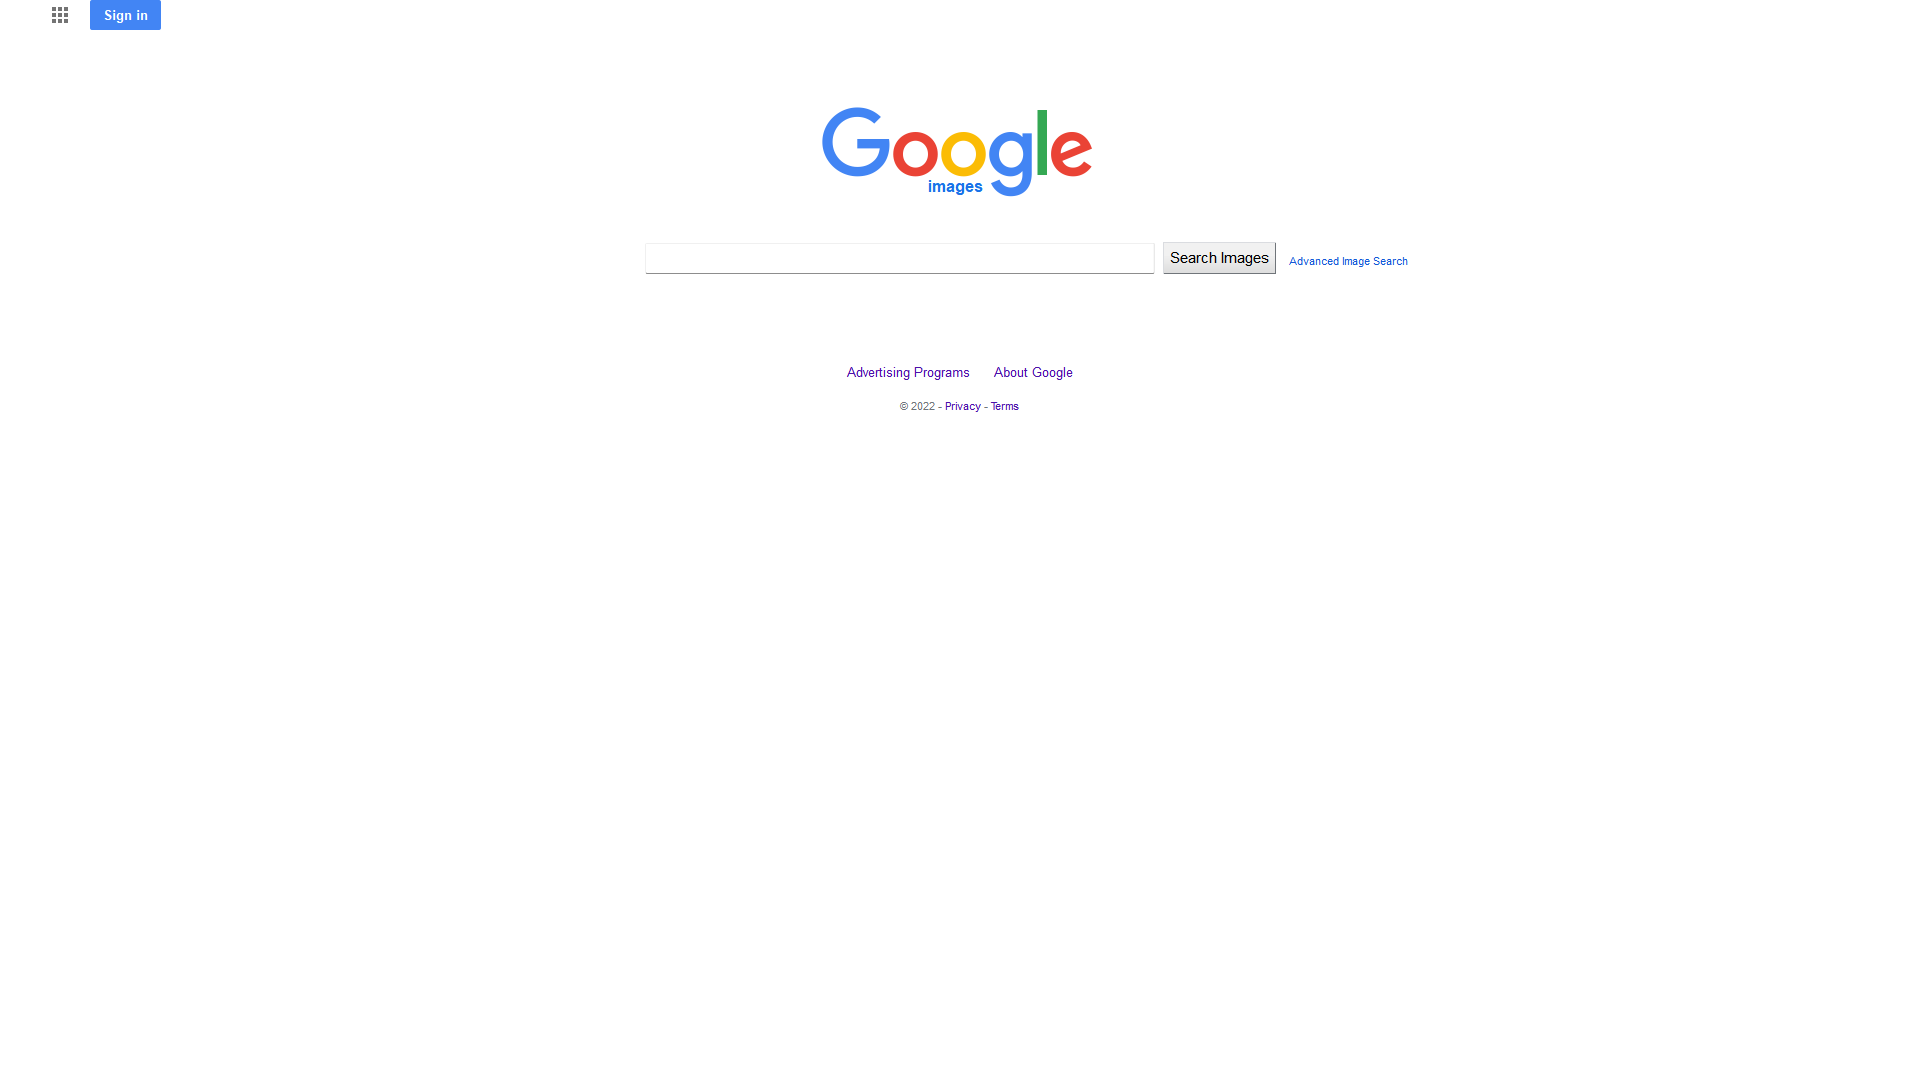 Sign in
Google
images
Search Images
Advanced Image Search
Advertising Programs About Google
© 2022 - Privacy - Terms